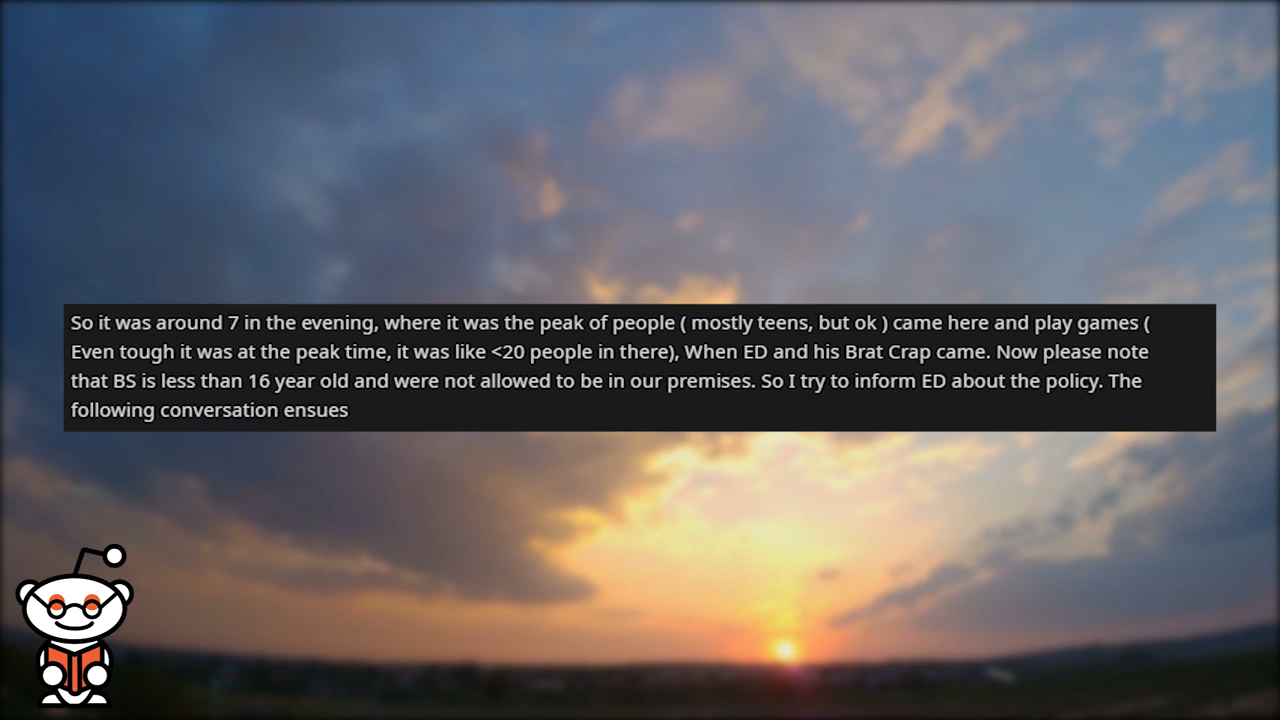 So it was around 7 in the evening, where it was the peak of people ( mostly teens, but ok ) came here and play games (
Even tough it was at the peak time, it was like <20 people in there), When ED and his Brat Crap came. Now please note
that BS is less than 16 year old and were not allowed to be in our premises. So I try to inform ED about the policy. The
following conversation ensues